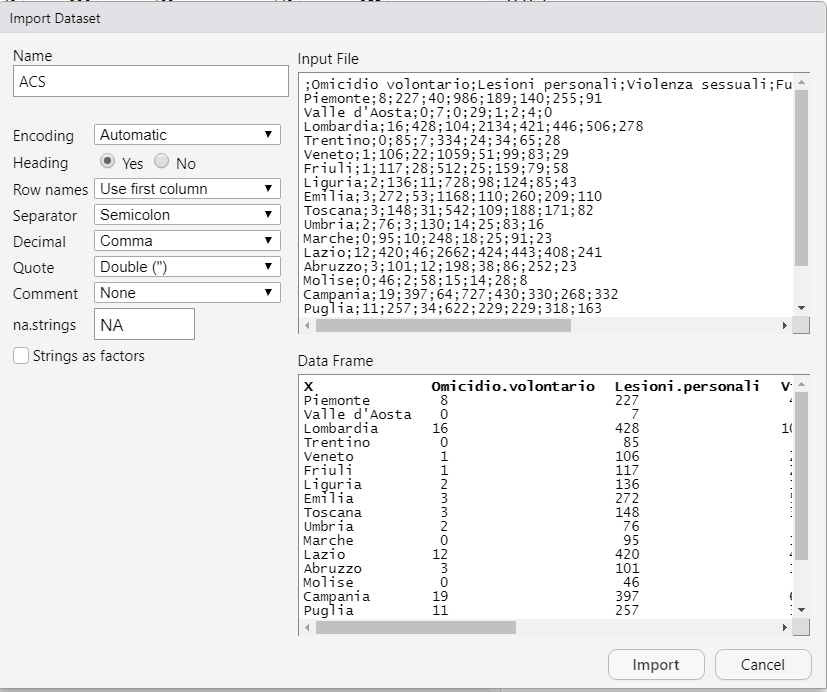 Import Dataset
Name
ACS
Encoding Automatic
Heading Yes No
Row names Use first column
Separator Semicolon
Decimal Comma
Quote Double (")
Comment None
na.strings NA
Strings as factors
Input File
;Omicidio volontario;Lesioni personali;Violenza sessuali;Fu
Piemonte;8;227;40;986;189;140;255;91
Valle d'Aosta;0;7;0;29;1;2;4;0
Lombardia;16;428;104;2134;421;446;506;278
Trentino;0;85;7;334;24;34;65;28
Veneto;1;106;22;1059;51;99;83;29
Friuli;1;117;28;512;25;159;79;58
Liguria;2;136;11;728;98;124;85;43
Emilia;3;272;53;1168;110;260;209;110
Toscana;3;148;31;542;109;188;171;82
Umbria;2;76;3;130;14;25;83;16
Marche;0;95;10;248;18;25;91;23
Lazio;12;420;46;2662;424;443;408;241
Abruzzo;3;101;12;198;38;86;252;23
Molise;0;46;2;58;15;14;28;8
Campania;19;397;64;727;430;330;268;332
Puglia;11;257;34;622;229;229;318;163
Data Frame
X Omicidio.volontario Lesioni.personali
Piemonte 8 227
Valle d'Aosta 0 7
Lombardia 16 428
Trentino 0 85
Veneto 1 106
Friuli 1 117
Liguria 2 136
Emilia 3 272
Toscana 3 148
Umbria 2 76
Marche 0 95
Lazio 12 420
Abruzzo 3 101
Molise 0 46
Campania 19 397
Puglia 11 257
Import Cancel